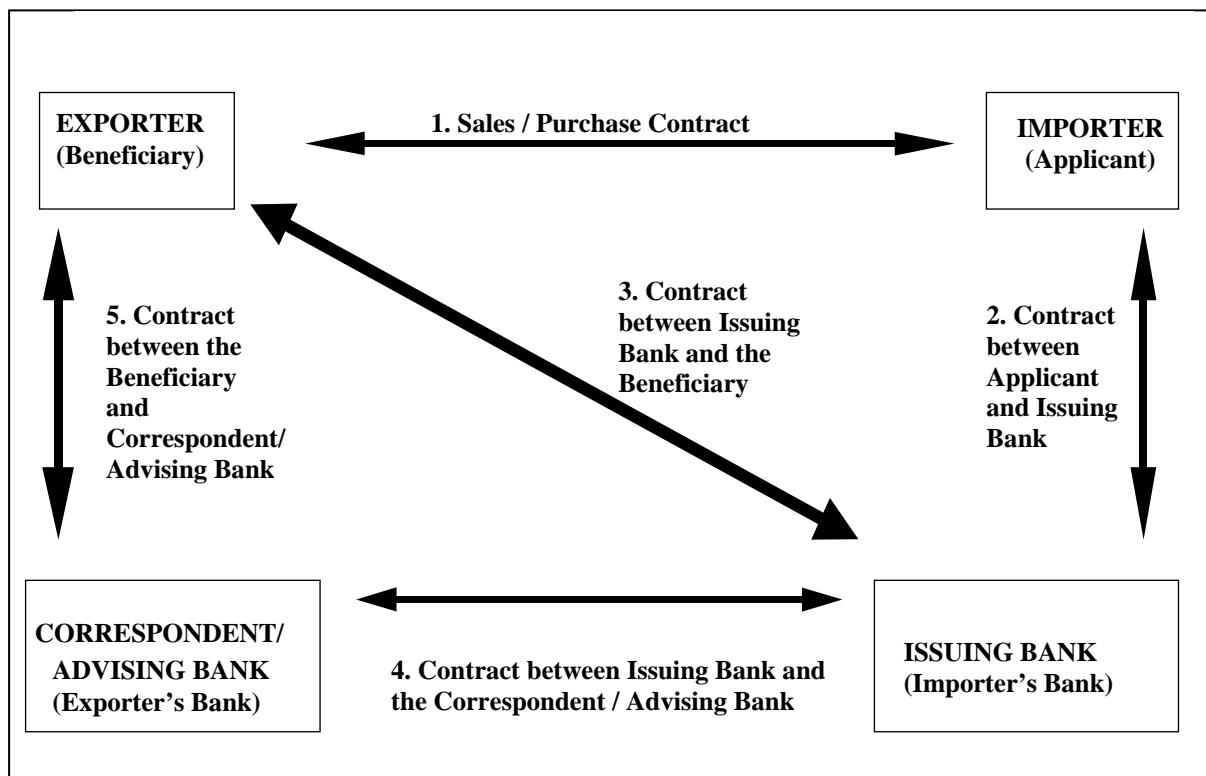 EXPORTER
(Beneficiary)
1. Sales / Purchase Contract
IMPORTER
(Applicant)
5. Contract
between the
Beneficiary
and
Correspondent/
Advising Bank
3. Contract
between Issuing
Bank and the
Beneficiary
2. Contract
between
Applicant
and Issuing
Bank
CORRESPONDENT/
ADVISING BANK
(Exporter’s Bank)
4. Contract between Issuing Bank and
the Correspondent / Advising Bank
ISSUING BANK
(Importer’s Bank)